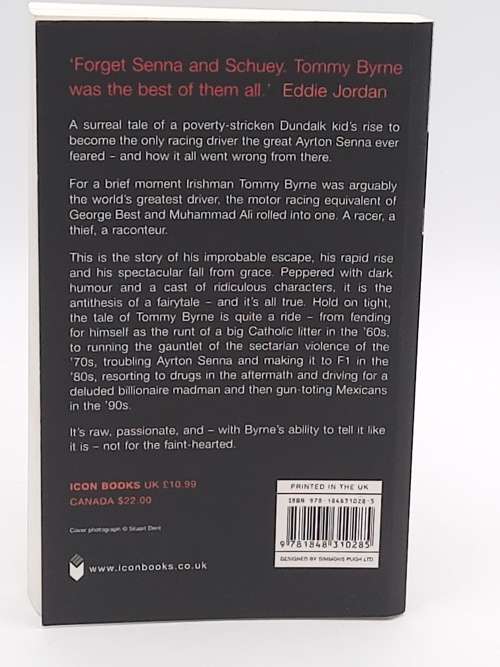 'Forget Senna and Schuey. Tommy Byrne
was the best of them all.' Eddie Jordan
A surreal tale of a poverty-stricken Dundalk kid's rise to
become the only racing driver the great Ayrton Senna ever
feared – and how it all went wrong from there.
For a brief moment Irishman Tommy Byrne was arguably
the world's greatest driver, the motor racing equivalent of
George Best and Muhammad Ali rolled into one. A racer, a
thief, a raconteur.
This is the story of his improbable escape, his rapid rise
and his spectacular fall from grace. Peppered with dark
humour and a cast of ridiculous characters, it is the
antithesis of a fairytale – and it's all true. Hold on tight,
the tale of Tommy Byrne is quite a ride – from fending
for himself as the runt of a big Catholic litter in the '60s,
to running the gauntlet of the sectarian violence of the
'70s, troubling Ayrton Senna and making it to F1 in the
'80s, resorting to drugs in the aftermath and driving for a
deluded billionaire madman and then gun-toting Mexicans
in the '90s.
It's raw, passionate, and – with Byrne's ability to tell it like
it is – not for the faint-hearted.
ICON BOOKS UK £10.99
CANADA $22.00
Cover photograph © Stuart Dent
www.iconbooks.co.uk
PRINTED IN THE UK
ISBN 978-184831028-5
9 781848 310285
DESIGNED BY SIMMONS PUGH LTD